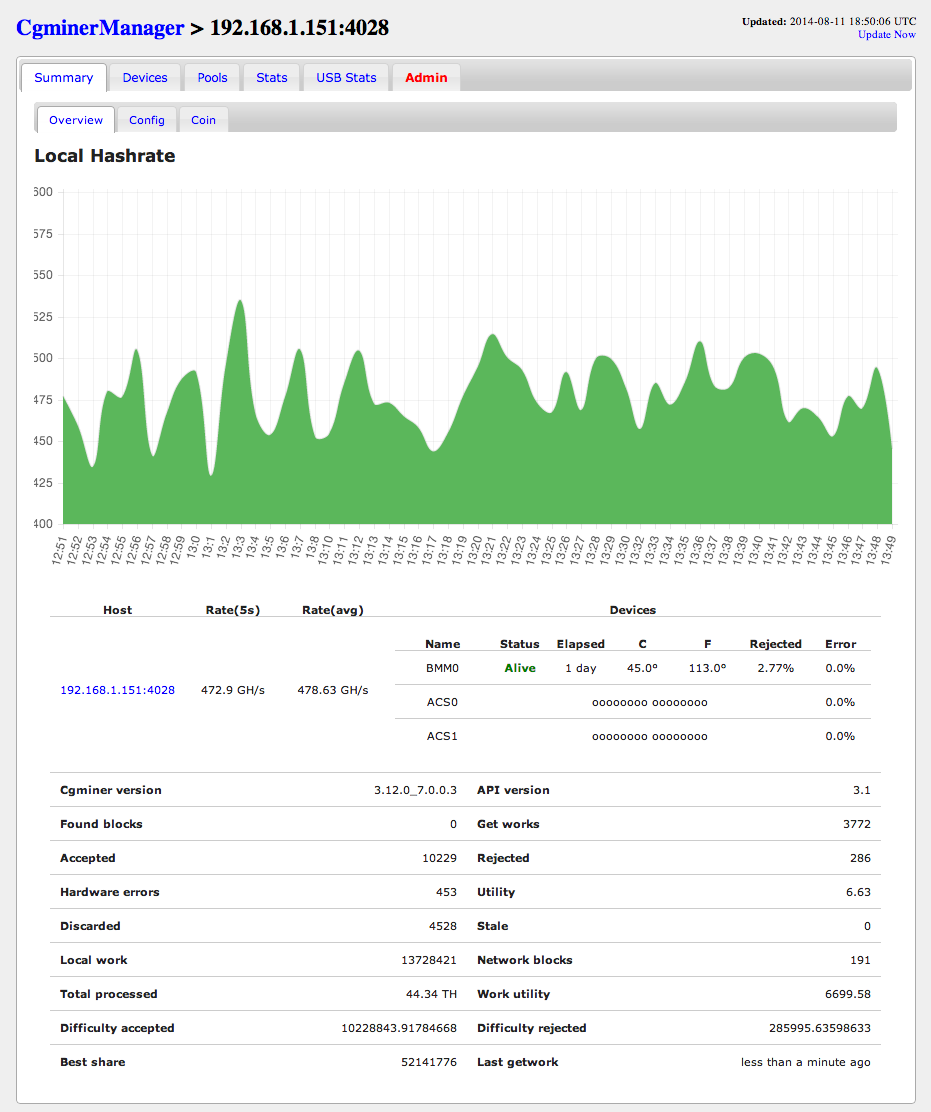 CgminerManager > 192.168.1.151:4028
Updated: 2014-08-11 18:50:06 UTC
Update Now
Summary Devices Pools Stats USB Stats Admin
Overview Config Coin
Local Hashrate
600
575
550
525
500
475
450
425
400
12:51 12:52 12:53 12:54 12:55 12:56 12:57 12:58 12:59 13:0 13:1 13:2 13:3 13:4 13:5 13:6 13:7 13:8 13:10 13:11 13:12 13:13 13:14 13:15 13:16 13:17 13:18 13:19 13:20 13:21 13:22 13:23 13:24 13:25 13:26 13:27 13:28 13:29 13:30 13:32 13:33 13:34 13:35 13:36 13:37 13:38 13:39 13:40 13:41 13:42 13:43 13:44 13:45 13:46 13:47 13:48 13:49
Host Rate(5s) Rate(avg) Devices
Name Status Elapsed C F Rejected Error
BMM0 Alive 1 day 45.0° 113.0° 2.77% 0.0%
192.168.1.151:4028 472.9 GH/s 478.63 GH/s
ACS0 oooooooo oooooooo 0.0%
ACS1 oooooooo oooooooo 0.0%
Cgminer version 3.12.0_7.0.0.3 API version 3.1
Found blocks 0 Get works 3772
Accepted 10229 Rejected 286
Hardware errors 453 Utility 6.63
Discarded 4528 Stale 0
Local work 13728421 Network blocks 191
Total processed 44.34 TH Work utility 6699.58
Difficulty accepted 10228843.91784668 Difficulty rejected 285995.63598633
Best share 52141776 Last getwork less than a minute ago